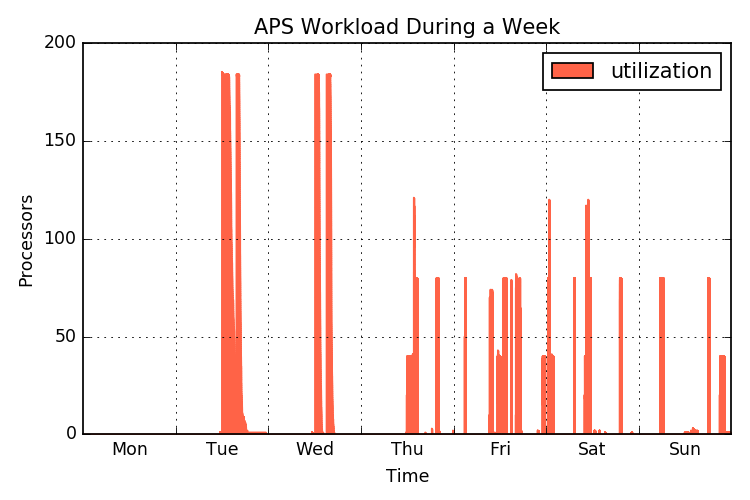 APS Workload During a Week
utilization
200
150
100
50
0
Processors
Mon Tue Wed Thu Fri Sat Sun
Time